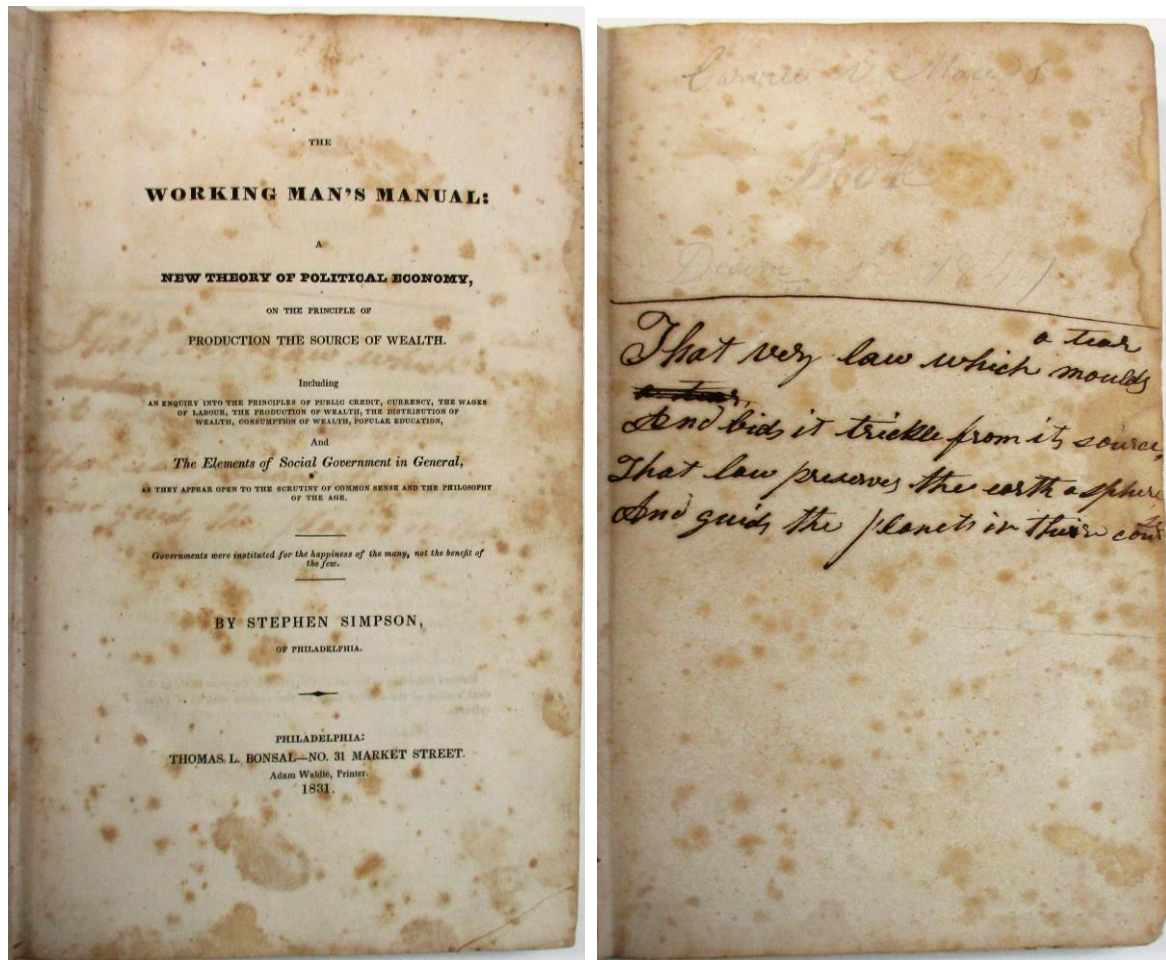 THE
WORKING MAN'S MANUAL:
A
NEW THEORY OF POLITICAL ECONOMY,
ON THE PRINCIPLE OF
PRODUCTION THE SOURCE OF WEALTH.
Including
AN ENQUIRY INTO THE PRINCIPLES OF PUBLIC CREDIT, CURRENCY, THE WAGES
OF LABOUR, THE PRODUCTION OF WEALTH, THE DISTRIBUTION OF
WEALTH, CONSUMPTION OF WEALTH, POPULAR EDUCATION,
And
The Elements of Social Government in General,
AS THEY APPEAR OPEN TO THE SCRUTINY OF COMMON SENSE AND THE PHILOSOPHY
OF THE AGE.
Governments were instituted for the happiness of the many, not the benefit of
the few.
BY STEPHEN SIMPSON,
OF PHILADELPHIA.
PHILADELPHIA:
THOMAS L. BONSAL—NO. 31 MARKET STREET.
Adam Waldie, Printer.
1831.
Book
a tear
That very law which moulds
And bids it trickle from its source,
That law preserves the earth a sphere
And guids the planets in their